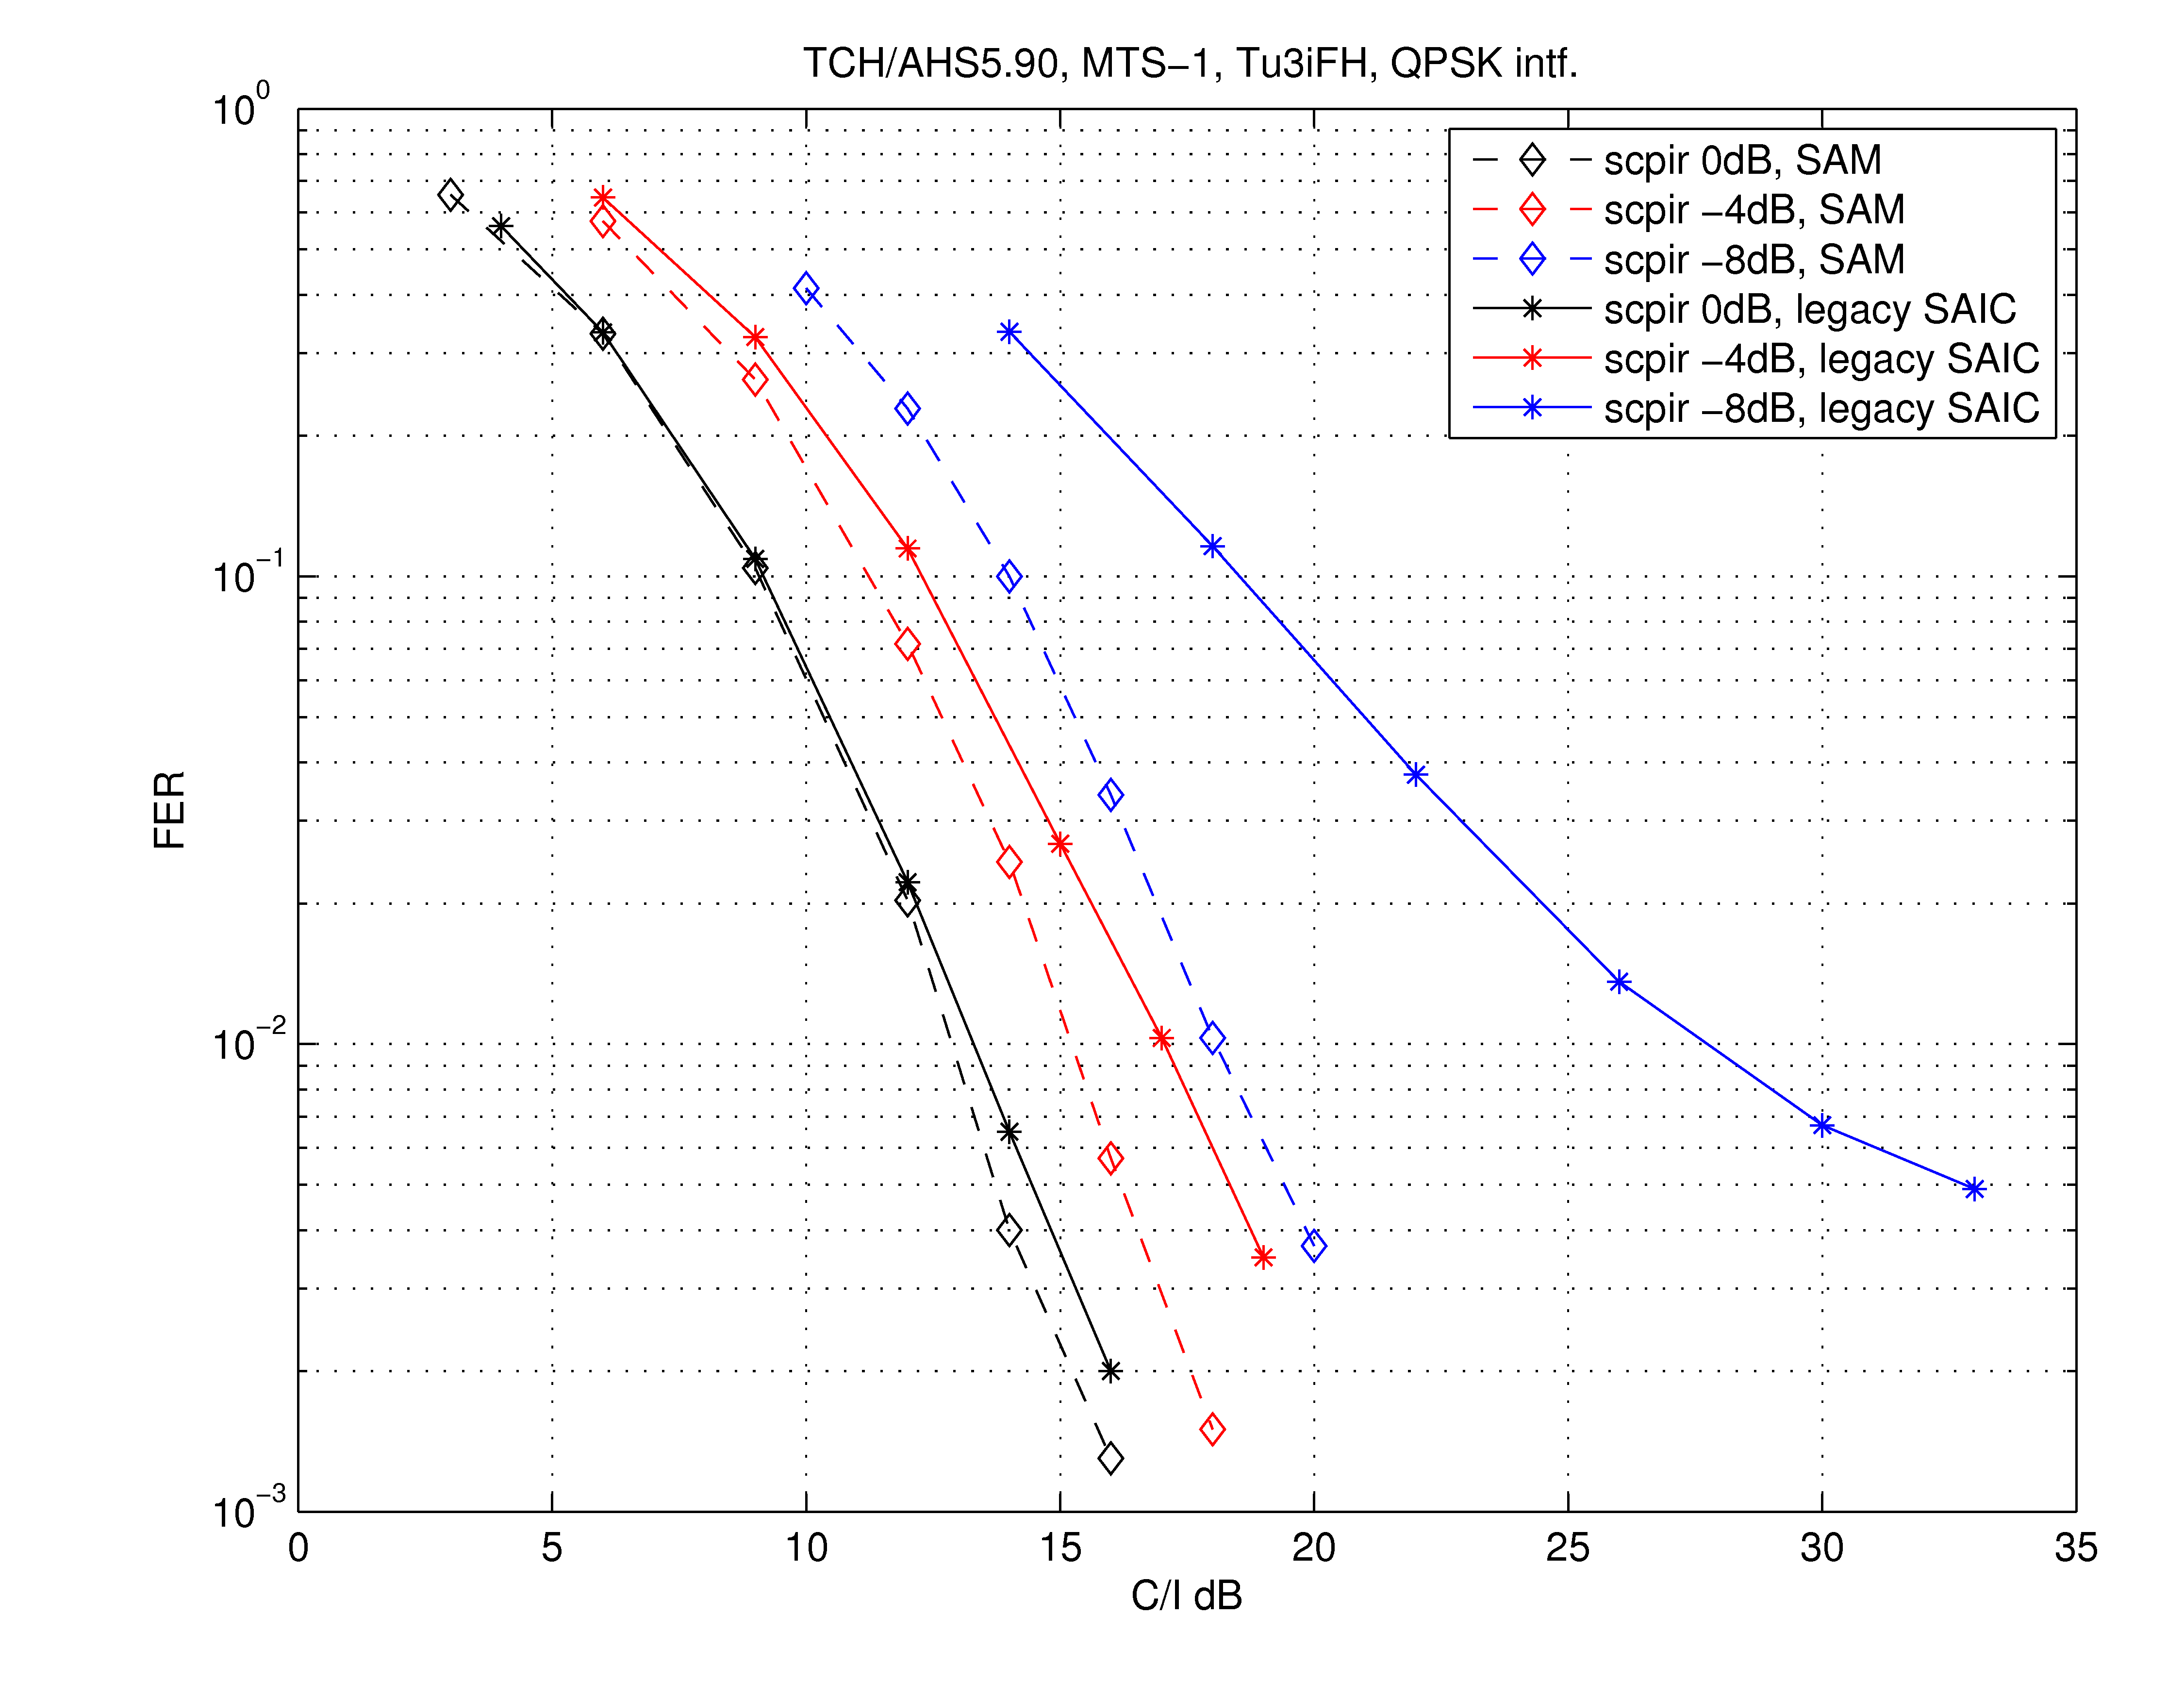 TCH/AHS5.90, MTS−1, Tu3iFH, QPSK intf.
10^0
10^−1
10^−2
10^−3
FER
scpir 0dB, SAM
scpir −4dB, SAM
scpir −8dB, SAM
scpir 0dB, legacy SAIC
scpir −4dB, legacy SAIC
scpir −8dB, legacy SAIC
0 5 10 15 20 25 30 35
C/I dB